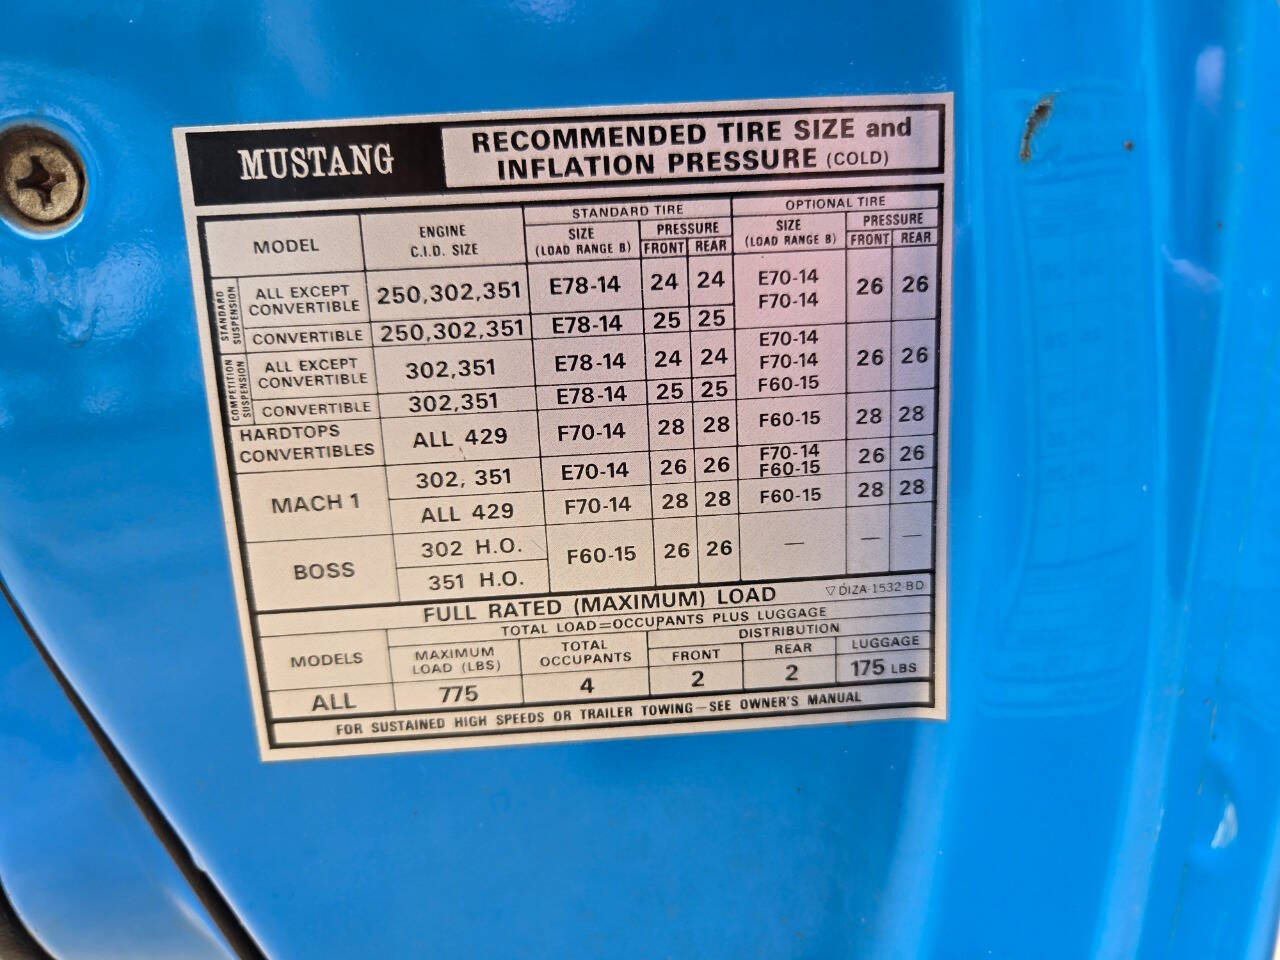 MUSTANG
RECOMMENDED TIRE SIZE and
INFLATION PRESSURE (COLD)
MODEL ENGINE C.I.D. SIZE STANDARD TIRE OPTIONAL TIRE
SIZE (LOAD RANGE B) PRESSURE FRONT REAR SIZE (LOAD RANGE B) PRESSURE FRONT REAR
STANDARD SUSPENSION
ALL EXCEPT CONVERTIBLE 250,302,351 E78-14 24 24 E70-14 F70-14 26 26
CONVERTIBLE 250,302,351 E78-14 25 25
COMPETITION SUSPENSION
ALL EXCEPT CONVERTIBLE 302,351 E78-14 24 24 E70-14 F70-14 F60-15 26 26
CONVERTIBLE 302,351 E78-14 25 25
HARDTOPS CONVERTIBLES ALL 429 F70-14 28 28 F60-15 28 28
MACH 1 302, 351 E70-14 26 26 F70-14 F60-15 26 26
ALL 429 F70-14 28 28 F60-15 28 28
BOSS 302 H.O. F60-15 26 26 — — —
351 H.O.
FULL RATED (MAXIMUM) LOAD ▽ DIZA-1532-BD
TOTAL LOAD=OCCUPANTS PLUS LUGGAGE
MODELS MAXIMUM LOAD (LBS) TOTAL OCCUPANTS DISTRIBUTION
FRONT REAR LUGGAGE
ALL 775 4 2 2 175 LBS
FOR SUSTAINED HIGH SPEEDS OR TRAILER TOWING—SEE OWNER'S MANUAL